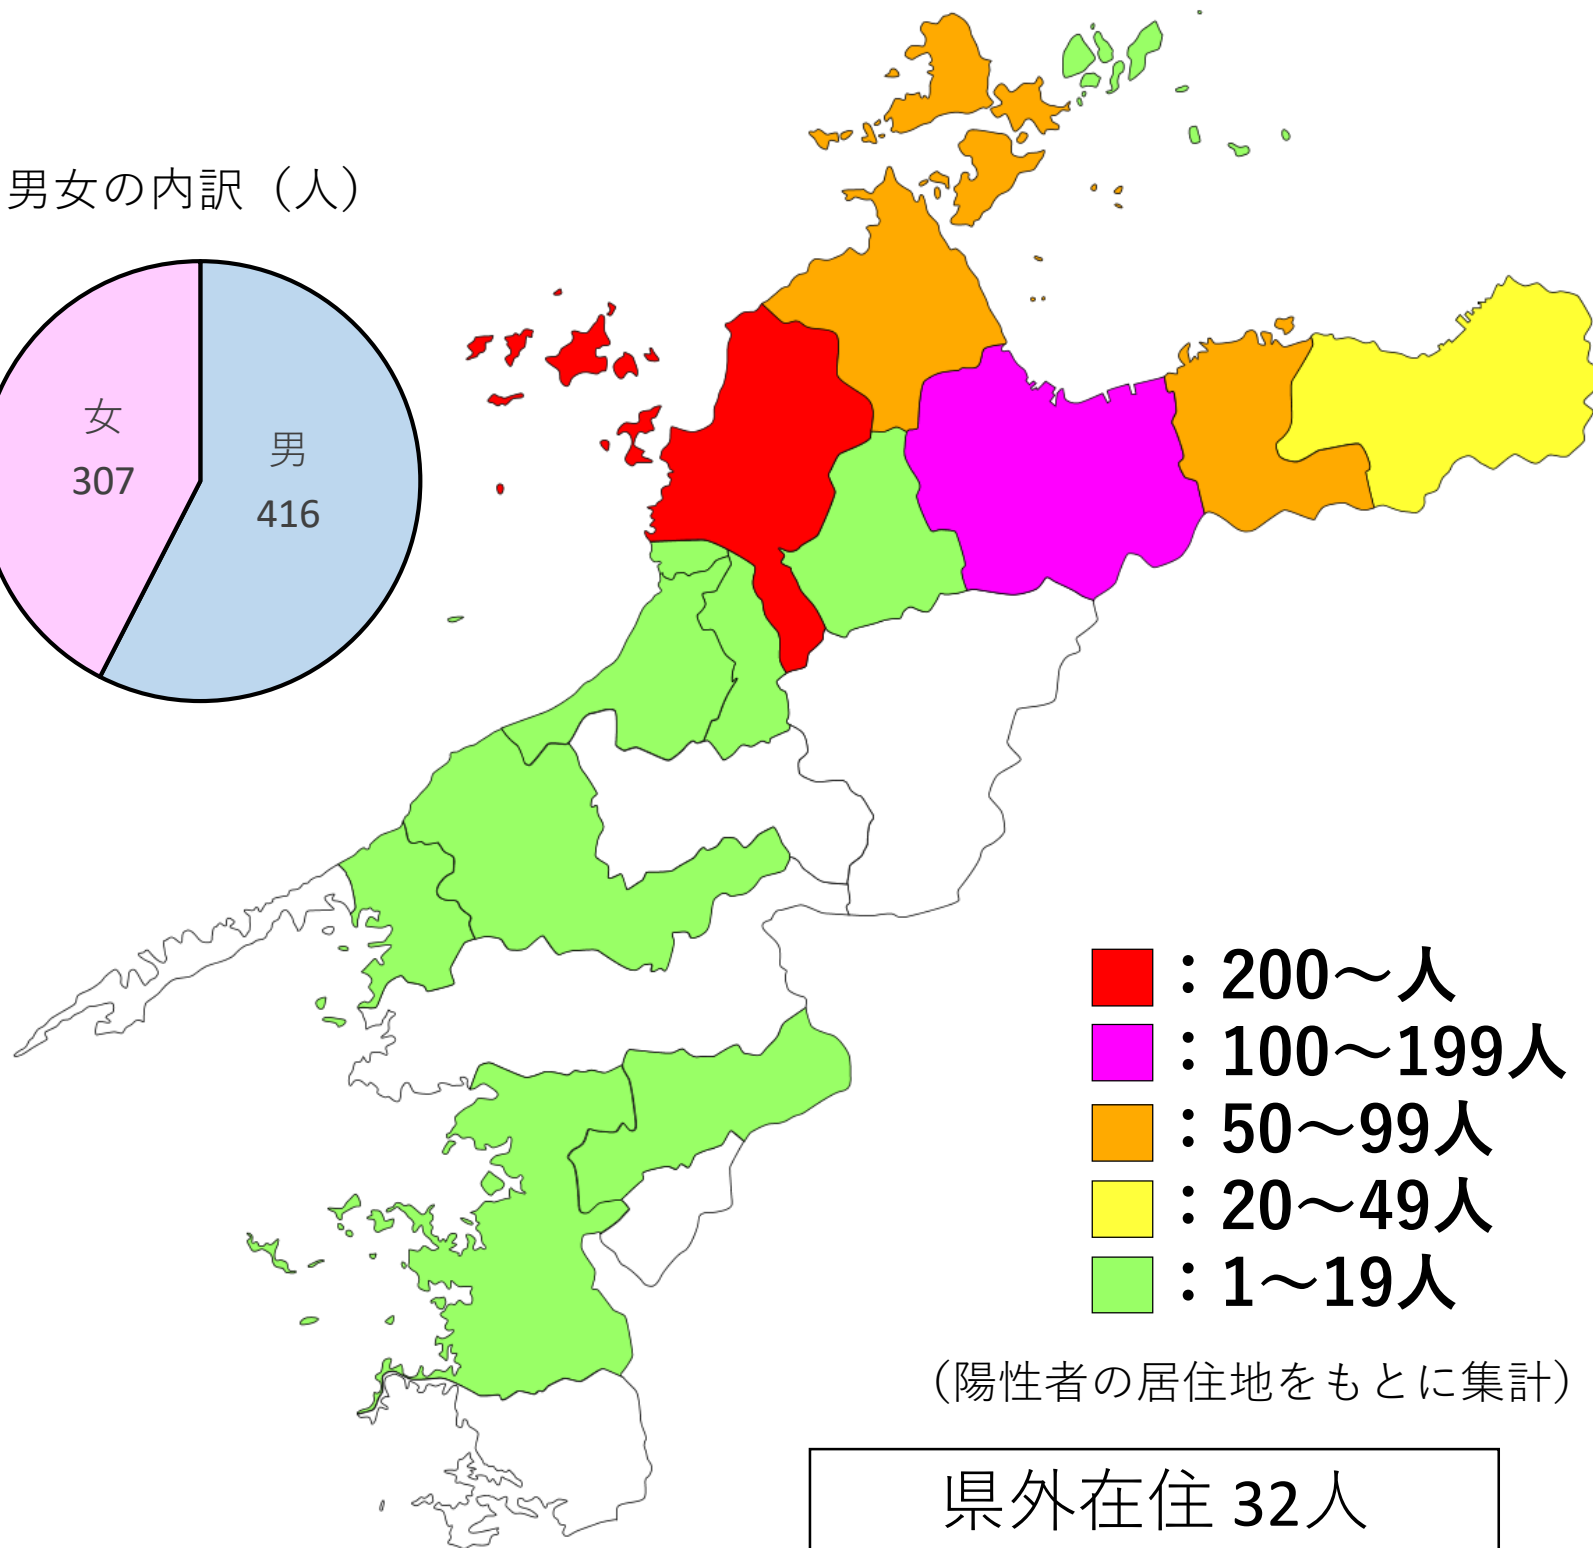 男女の内訳（人）
女
307
男
416
：200～人
：100～199人
：50～99人
：20～49人
：1～19人
（陽性者の居住地をもとに集計）
県外在住 32人